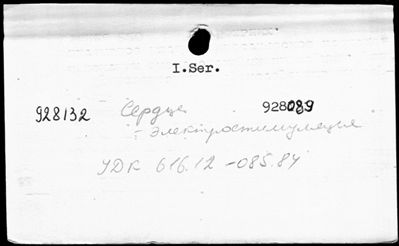 I.Ser.
928132 Сердце 928089
- Электростимуляция
УДК 616.12-085.84